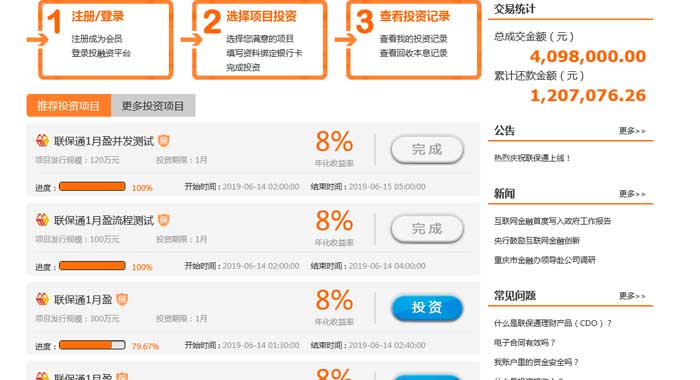 1 注册/登录
注册成为会员
登录投融资平台
2 选择项目投资
选择您满意的项目
填写资料绑定银行卡
完成投资
3 查看投资记录
查看我的投资记录
查看回收本息记录
推荐投资项目 更多投资项目
联保通1月盈并发测试 保
项目发行规模：120万元 投资期限：1月
8%
年化收益率
完成
进度： 100% 开始时间：2019-06-14 02:00:00 结束时间：2019-06-15 05:00:00
联保通1月盈流程测试 保
项目发行规模：100万元 投资期限：1月
8%
年化收益率
完成
进度： 100% 开始时间：2019-06-14 02:00:00 结束时间：2019-06-14 04:00:00
联保通1月盈 保
项目发行规模：300万元 投资期限：1月
8%
年化收益率
投资
进度： 79.67% 开始时间：2019-06-14 01:30:00 结束时间：2019-06-14 02:40:00
联保通1月盈
8%
交易统计
总成交金额（元）
4,098,000.00
累计还款金额（元）
1,207,076.26
公告 更多>>
热烈庆祝联保通上线！
新闻 更多>>
互联网金融首度写入政府工作报告
央行鼓励互联网金融创新
重庆市金融办领导赴公司调研
常见问题 更多>>
什么是联保通理财产品（CDO）？
电子合同有效吗？
我账户里的资金安全吗？